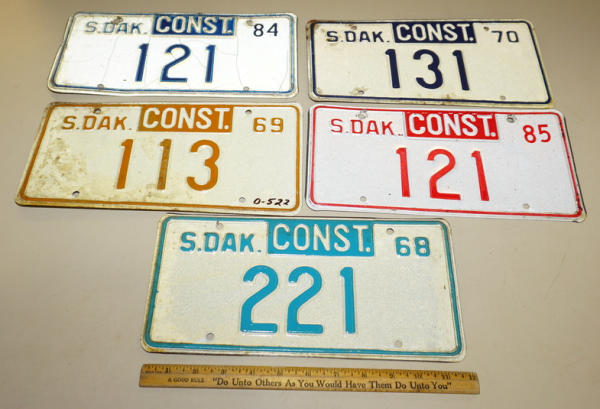 S.DAK. CONST. 84
121
S.DAK. CONST. 70
131
S.DAK. CONST. 69
113
0-522
S.DAK. CONST. 85
121
S.DAK. CONST. 68
221
A GOOD RULE "Do Unto Others As You Would Have Them Do Unto You"